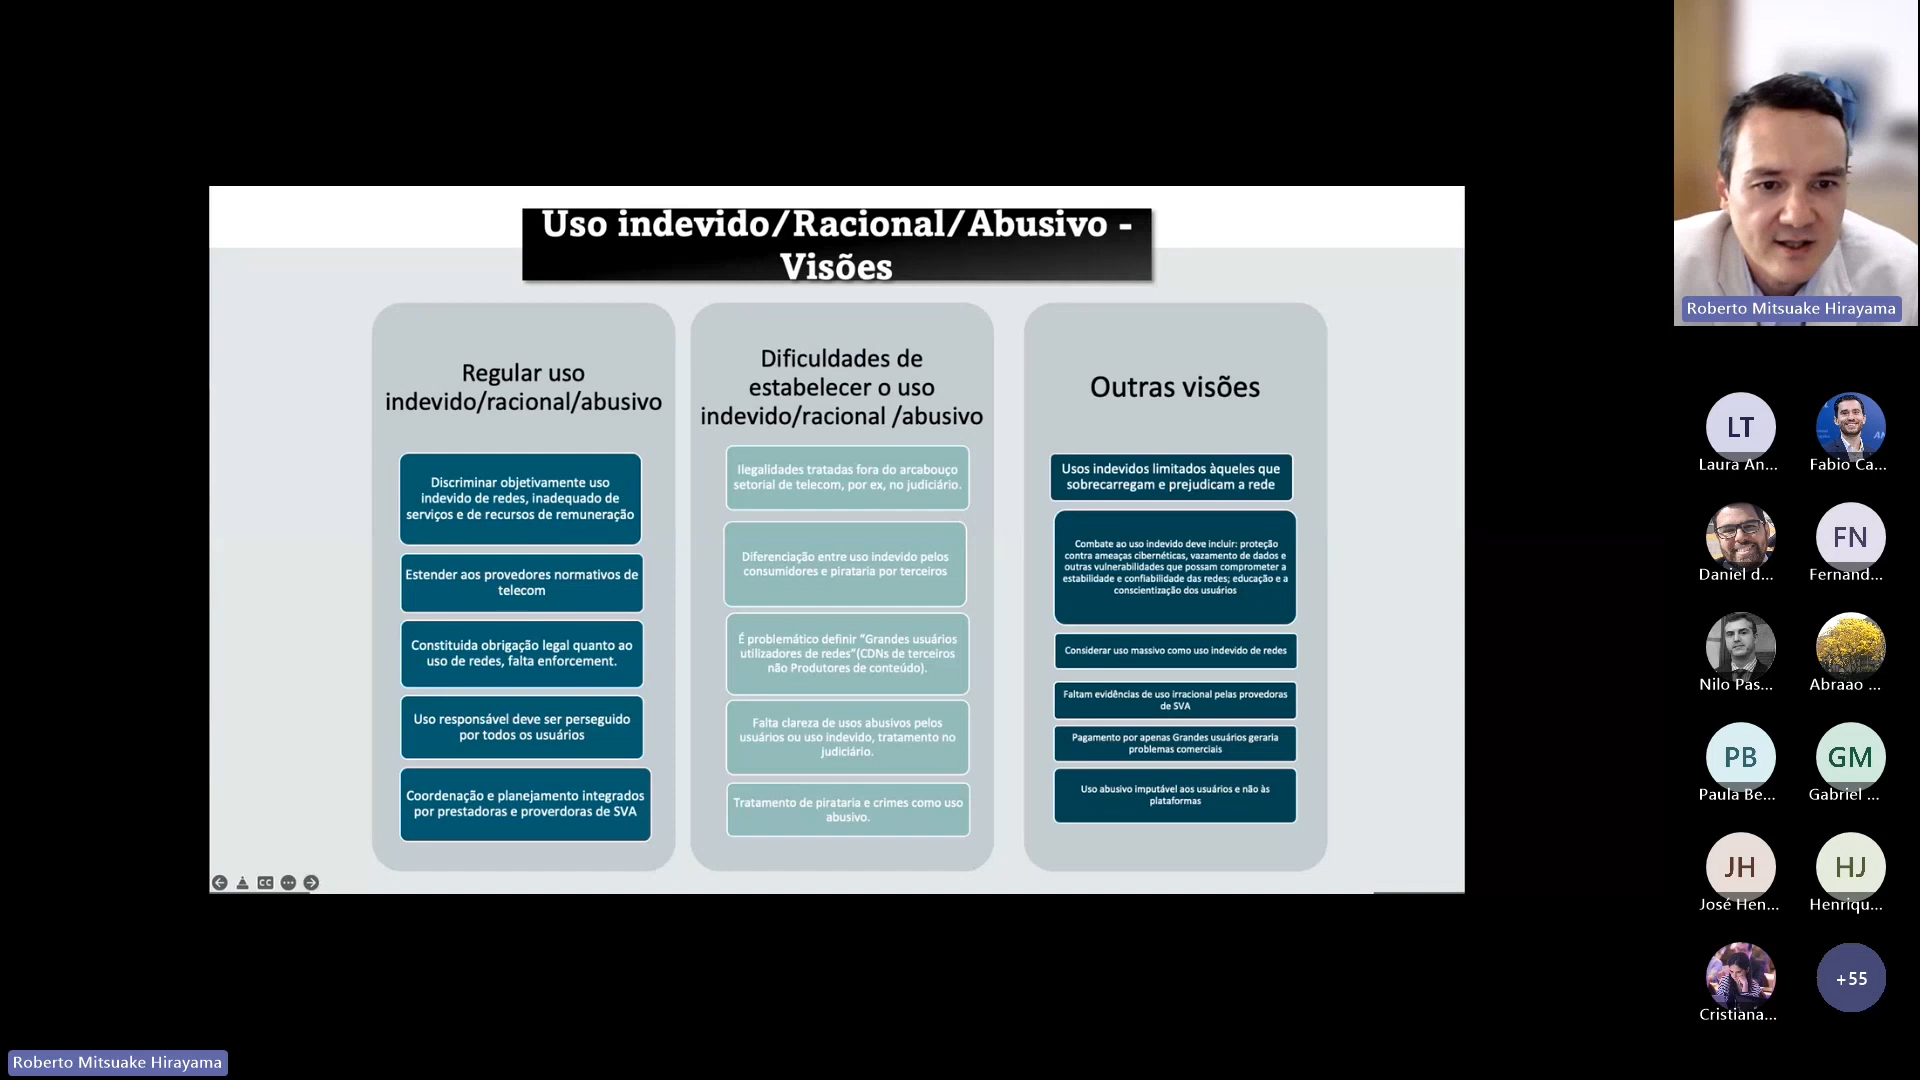 Uso indevido/Racional/Abusivo -
Visões
Regular uso
indevido/racional/abusivo
Discriminar objetivamente uso
indevido de redes, inadequado de
serviços e de recursos de remuneração
Estender aos provedores normativos de
telecom
Constituida obrigação legal quanto ao
uso de redes, falta enforcement.
Uso responsável deve ser perseguido
por todos os usuários
Coordenação e planejamento integrados
por prestadoras e proverdoras de SVA
Dificuldades de
estabelecer o uso
indevido/racional /abusivo
Ilegalidades tratadas fora do arcabouço
setorial de telecom, por ex, no judiciário.
Diferenciação entre uso indevido pelos
consumidores e pirataria por terceiros
É problemático definir "Grandes usuários
utilizadores de redes"(CDNs de terceiros
não Produtores de conteúdo).
Falta clareza de usos abusivos pelos
usuários ou uso indevido, tratamento no
judiciário.
Tratamento de pirataria e crimes como uso
abusivo.
Outras visões
Usos indevidos limitados àqueles que
sobrecarregam e prejudicam a rede
Combate ao uso indevido deve incluir: proteção
contra ameaças cibernéticas, vazamento de dados e
outras vulnerabilidades que possam comprometer a
estabilidade e confiabilidade das redes; educação e a
conscientização dos usuários
Considerar uso massivo como uso indevido de redes
Faltam evidências de uso irracional pelas provedoras
de SVA
Pagamento por apenas Grandes usuários geraria
problemas comerciais
Uso abusivo imputável aos usuários e não às
plataformas
CC
Roberto Mitsuake Hirayama
LT
Laura An...
Fabio Ca...
Daniel d...
FN
Fernand...
Nilo Pas...
Abraao ...
PB
Paula Be...
GM
Gabriel ...
JH
José Hen...
HJ
Henriqu...
Cristiana...
+55
Roberto Mitsuake Hirayama